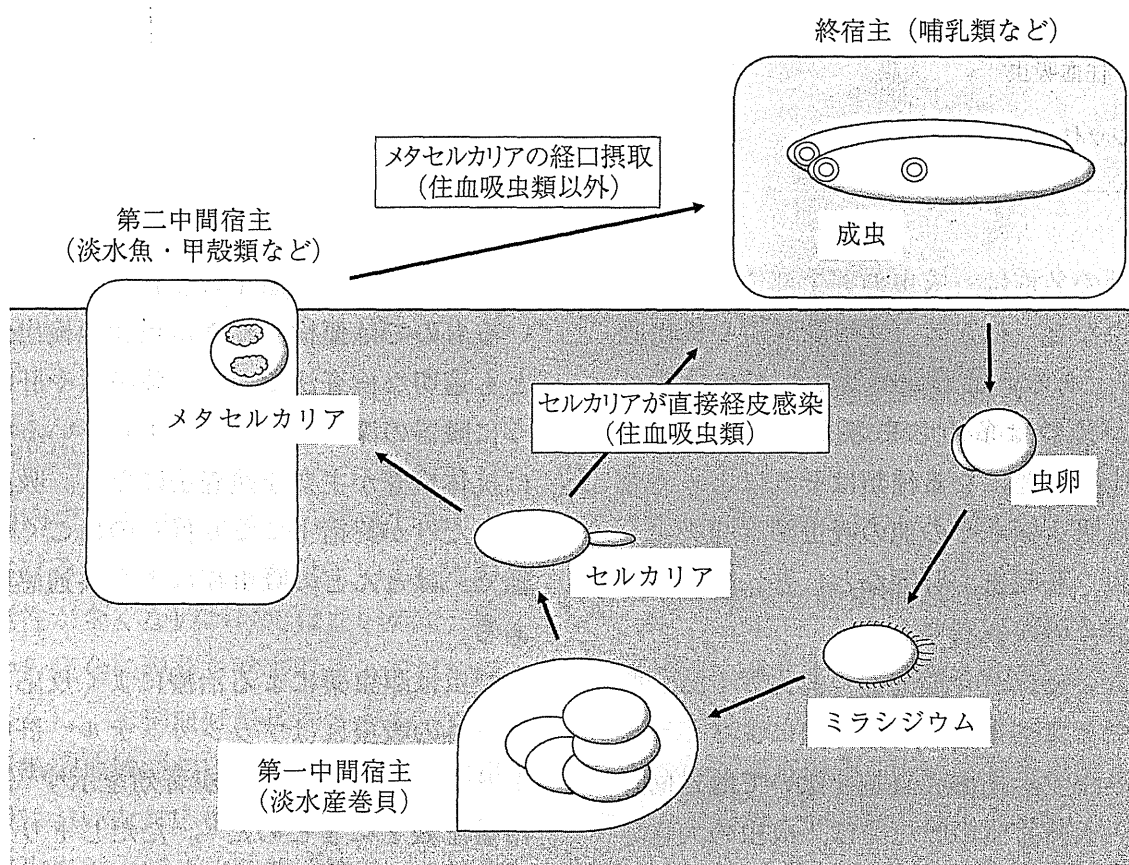 終宿主（哺乳類など）
メタセルカリアの経口摂取
（住血吸虫類以外）
成虫
第二中間宿主
（淡水魚・甲殻類など）
メタセルカリア
セルカリアが直接経皮感染
（住血吸虫類）
虫卵
セルカリア
ミラシジウム
第一中間宿主
（淡水産巻貝）